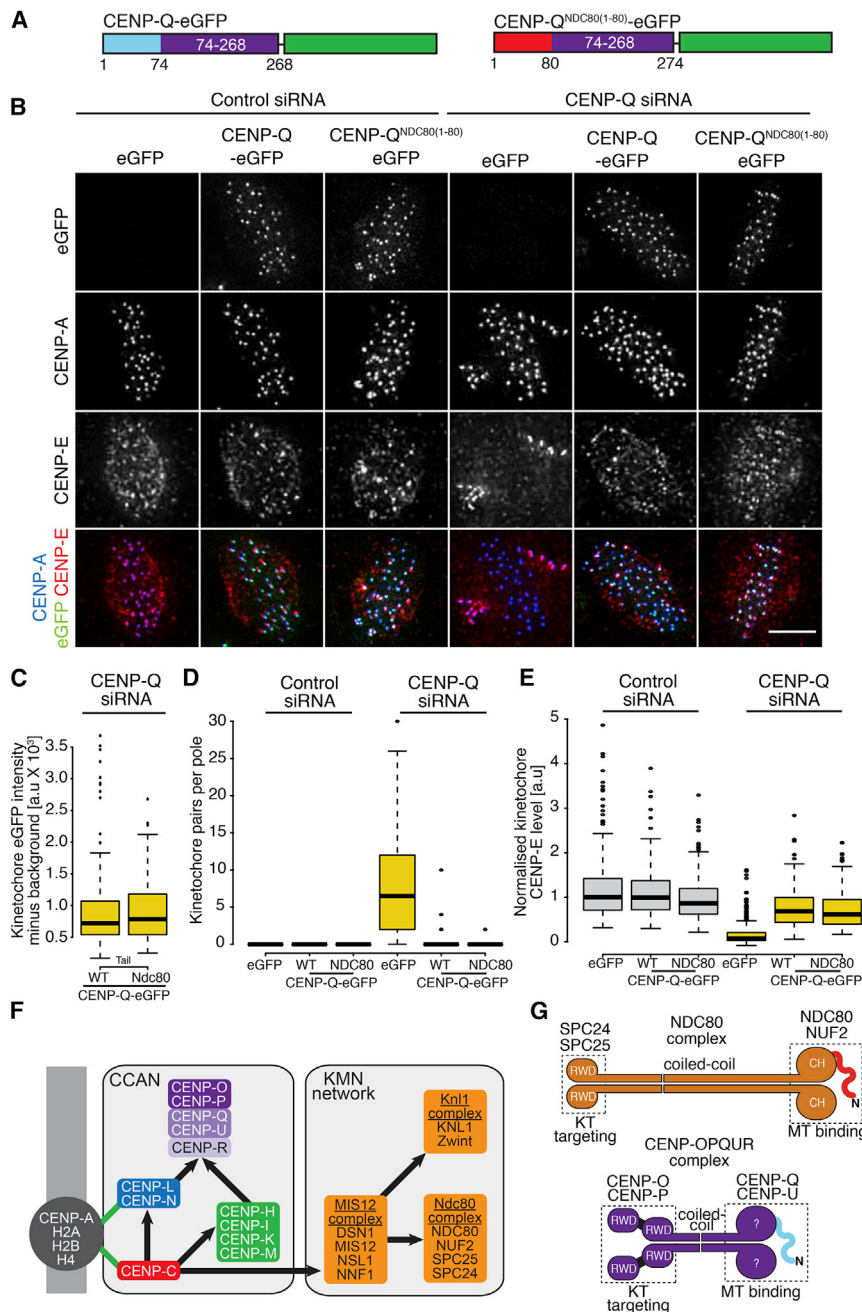 A
CENP-Q-eGFP
74-268
1 74 268
CENP-Q^NDC80(1-80)-eGFP
74-268
1 80 274
B
Control siRNA
CENP-Q siRNA
eGFP
CENP-Q
-eGFP
CENP-Q^NDC80(1-80)
eGFP
eGFP
CENP-Q
-eGFP
CENP-Q^NDC80(1-80)
eGFP
eGFP
CENP-A
CENP-E
CENP-A
eGFP CENP-E
C
CENP-Q
siRNA
Kinetochore eGFP intensity
minus background [a.u X 10³]
3.5
3.0
2.5
2.0
1.5
1.0
0.5
Tail
WT Ndc80
CENP-Q-eGFP
D
Control
siRNA
CENP-Q
siRNA
Kinetochore pairs per pole
30
25
20
15
10
5
0
eGFP WT NDC80 eGFP WT NDC80
CENP-Q-eGFP CENP-Q-eGFP
E
Control
siRNA
CENP-Q
siRNA
Normalised kinetochore
CENP-E level [a.u]
5
4
3
2
1
0
eGFP WT NDC80 eGFP WT NDC80
CENP-Q-eGFP CENP-Q-eGFP
F
CCAN
CENP-O
CENP-P
CENP-Q
CENP-U
CENP-R
CENP-L
CENP-N
CENP-A
H2A
H2B
H4
CENP-H
CENP-I
CENP-K
CENP-M
CENP-C
KMN
network
Knl1
complex
KNL1
Zwint
MIS12
complex
DSN1
MIS12
NSL1
NNF1
Ndc80
complex
NDC80
NUF2
SPC25
SPC24
G
SPC24
SPC25
NDC80
complex
NDC80
NUF2
coiled-coil
RWD
RWD
CH
CH
N
KT
targeting
MT binding
CENP-OPQUR
complex
CENP-O
CENP-P
CENP-Q
CENP-U
coiled-
coil
RWD
RWD
RWD
RWD
?
?
N
KT
targeting
MT binding